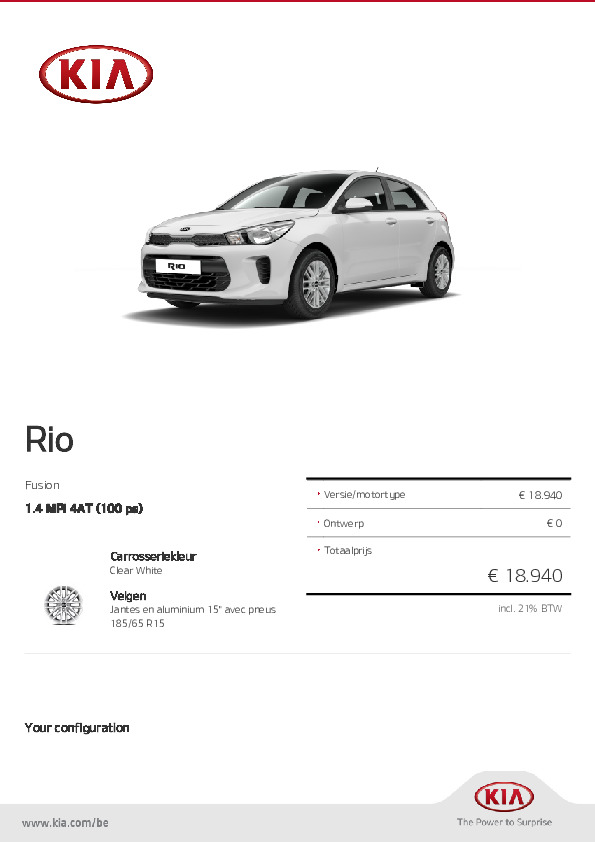 KIA
RIO
Rio
Fusion
1.4 MPi 4AT (100 ps)
Versie/motortype € 18.940
Ontwerp € 0
Totaalprijs
€ 18.940
incl. 21% BTW
Carrosseriekleur
Clear White
Velgen
Jantes en aluminium 15" avec pneus
185/65 R15
Your configuration
KIA
www.kia.com/be
The Power to Surprise